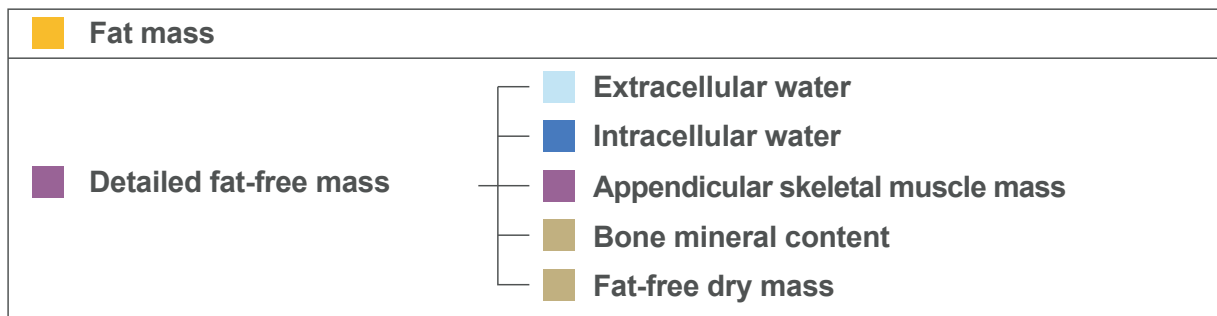 Fat mass
Extracellular water
Intracellular water
Detailed fat-free mass
Appendicular skeletal muscle mass
Bone mineral content
Fat-free dry mass